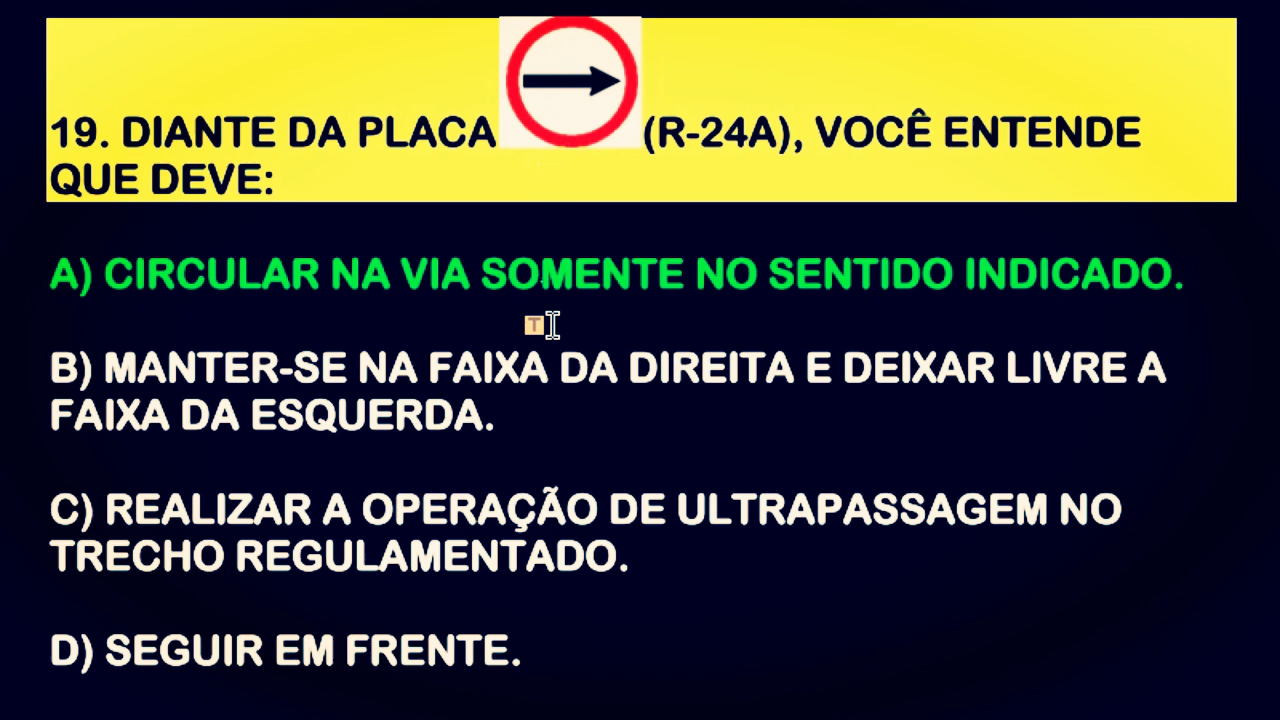 19. DIANTE DA PLACA (R-24A), VOCÊ ENTENDE
QUE DEVE:
A) CIRCULAR NA VIA SOMENTE NO SENTIDO INDICADO.
T
B) MANTER-SE NA FAIXA DA DIREITA E DEIXAR LIVRE A
FAIXA DA ESQUERDA.
C) REALIZAR A OPERAÇÃO DE ULTRAPASSAGEM NO
TRECHO REGULAMENTADO.
D) SEGUIR EM FRENTE.